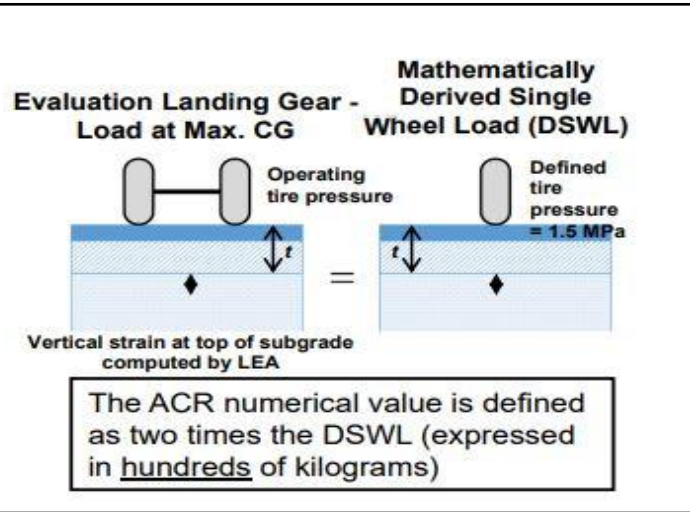 Evaluation Landing Gear -
Load at Max. CG
Mathematically
Derived Single
Wheel Load (DSWL)
Operating
tire pressure
Defined
tire
pressure
= 1.5 MPa
t
=
t
Vertical strain at top of subgrade
computed by LEA
The ACR numerical value is defined
as two times the DSWL (expressed
in hundreds of kilograms)